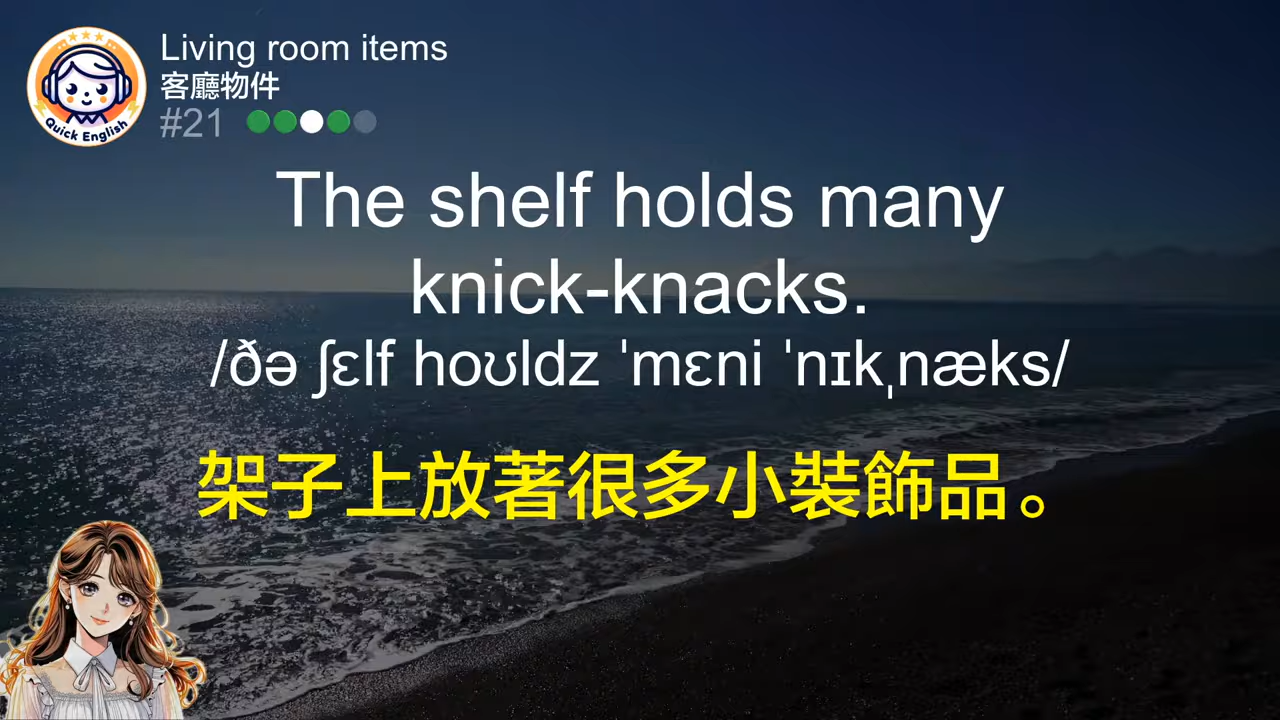 Living room items
客廳物件
#21
Quick English
The shelf holds many
knick-knacks.
/ðə ʃɛlf hoʊldz ˈmɛni ˈnɪkˌnæks/
架子上放著很多小裝飾品。